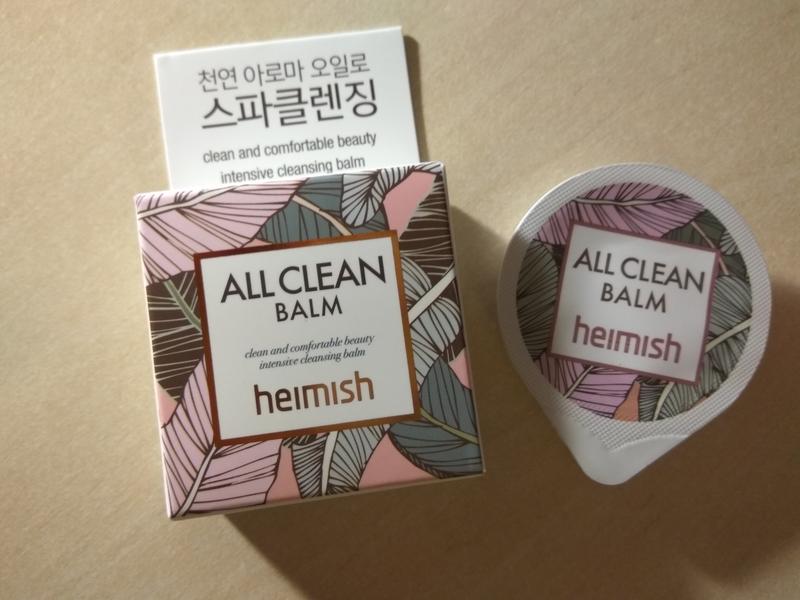 천연 아로마 오일로
스파클렌징
clean and comfortable beauty
intensive cleansing balm
ALL CLEAN
BALM
clean and comfortable beauty
intensive cleansing balm
heimish
ALL CLEAN
BALM
heimish